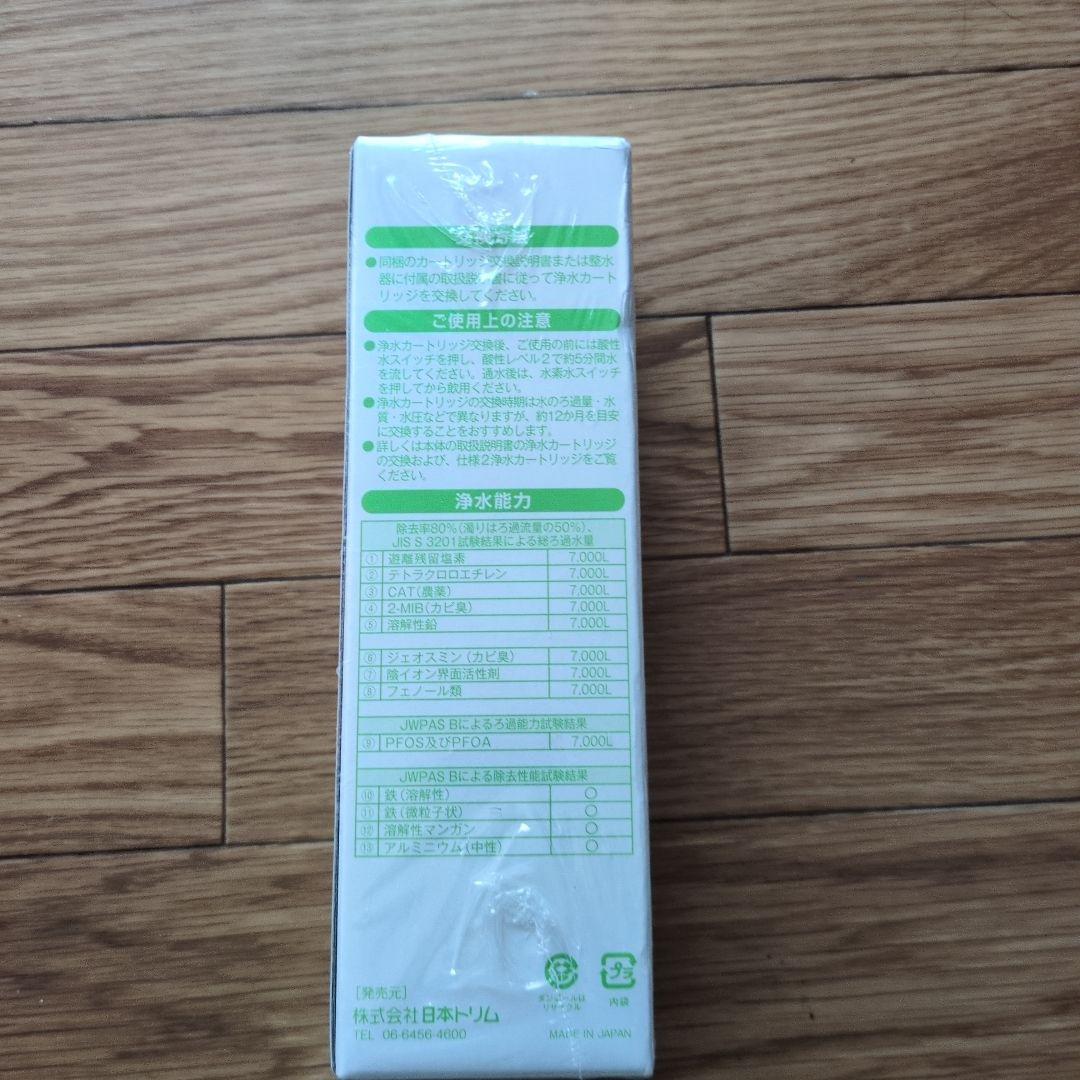 ●同梱のカートリッジ交換説明書または整水
器に付属の取扱説 書に従って浄水カート
リッジを交換してください。
ご使用上の注意
●浄水カートリッジ交換後、ご使用の前には酸性
水スイッチを押し、酸性レベル2で約5分間水
を流してください。通水後は、水素水スイッチ
を押してから飲用ください。
●浄水カートリッジの交換時期は水のろ過量・水
質・水圧などで異なりますが、約12か月を目安
に交換することをおすすめします。
●詳しくは本体の取扱説明書の浄水カートリッジ
の交換および、仕様2浄水カートリッジをご覧
ください。
浄水能力
除去率80%(濁りはろ過流量の50%)、
JIS S 3201試験結果による総ろ過水量
① 遊離残留塩素 7,000L
② テトラクロロエチレン 7,000L
③ CAT(農薬) 7,000L
④ 2-MIB(カビ臭) 7,000L
⑤ 溶解性鉛 7,000L
⑥ ジェオスミン(カビ臭) 7,000L
⑦ 陰イオン界面活性剤 7,000L
⑧ フェノール類 7,000L
JWPAS Bによるろ過能力試験結果
⑨ PFOS及びPFOA 7,000L
JWPAS Bによる除去性能試験結果
⑩ 鉄(溶解性) ○
⑪ 鉄(微粒子状) ○
⑫ 溶解性マンガン ○
⑬ アルミニウム(中性) ○
プラ
ダンボールは
リサイクル
内袋
[発売元]
株式会社日本トリム
TEL 06-6456-4600
MADE IN JAPAN